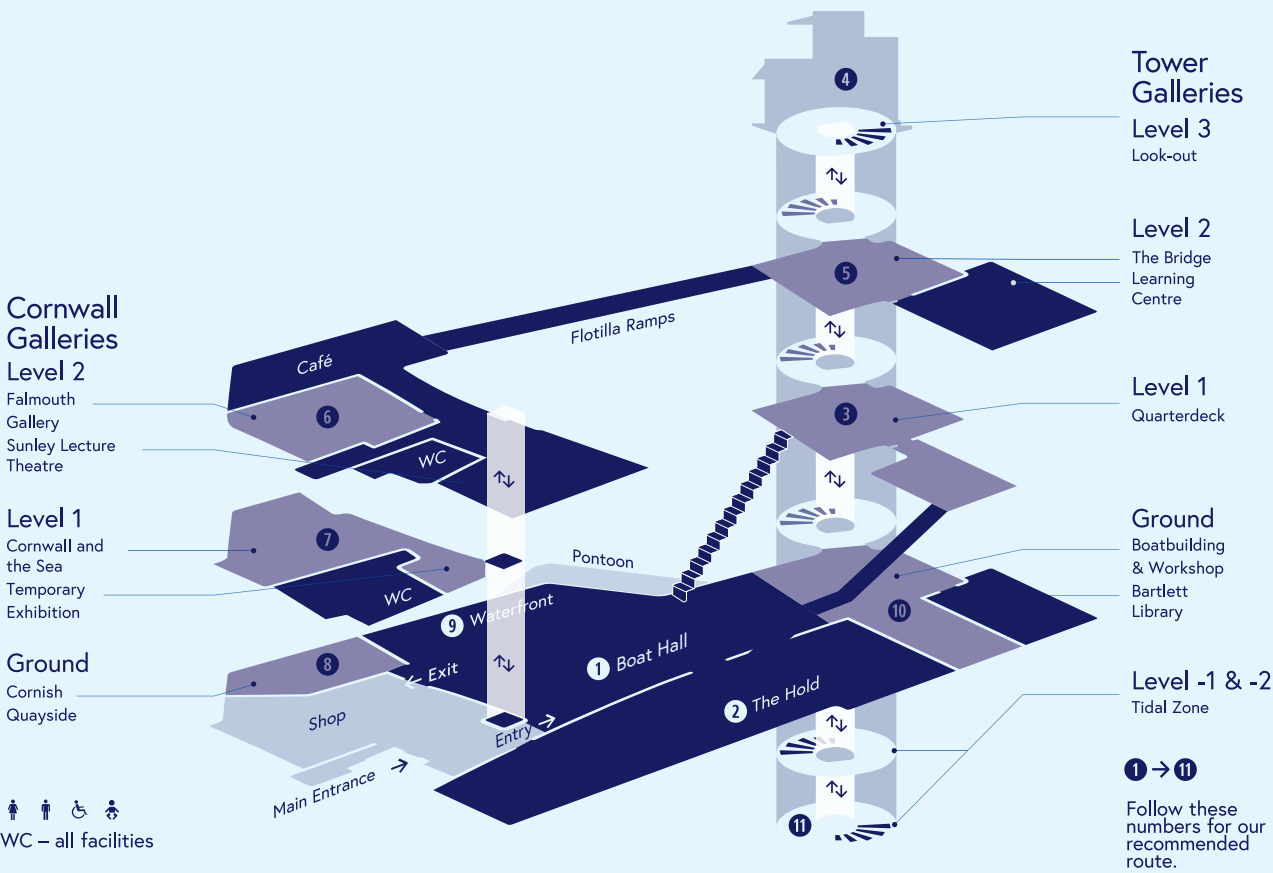 Tower
Galleries
Level 3
Look-out
4
Level 2
The Bridge
Learning
Centre
5
Flotilla Ramps
Cornwall
Galleries
Level 2
Falmouth
Gallery
Sunley Lecture
Theatre
Café
6
WC
Level 1
Quarterdeck
3
Level 1
Cornwall and
the Sea
Temporary
Exhibition
7
WC
Pontoon
9 Waterfront
Ground
Boatbuilding
& Workshop
Bartlett
Library
10
Ground
Cornish
Quayside
8
← Exit
1 Boat Hall
2 The Hold
Shop
Entry →
Main Entrance →
Level -1 & -2
Tidal Zone
11
1 → 11
Follow these
numbers for our
recommended
route.
WC – all facilities